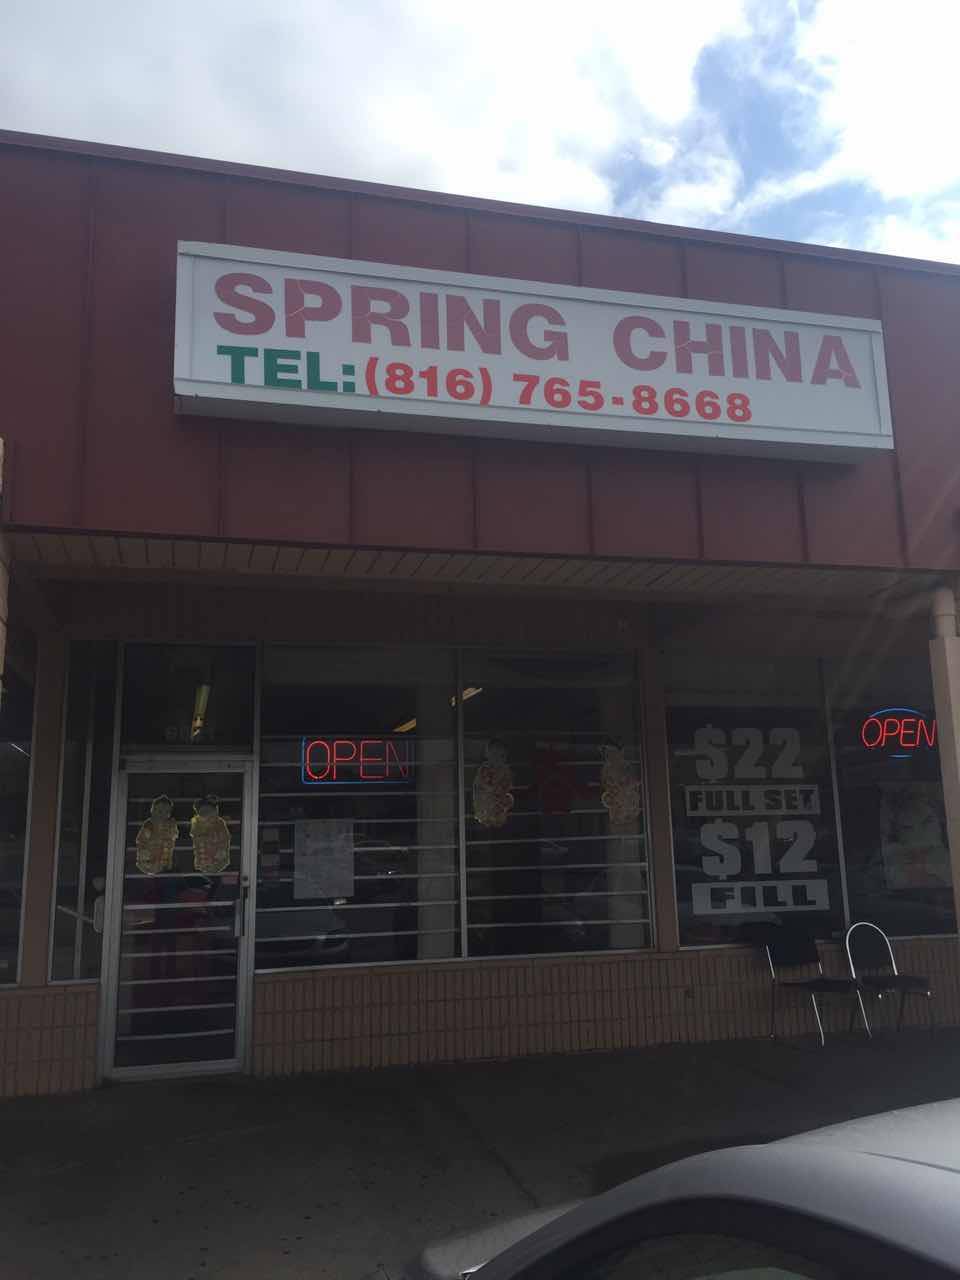 SPRING CHINA
TEL:(816) 765-8668
OPEN
OPEN
$22
FULL SET
$12
FILL